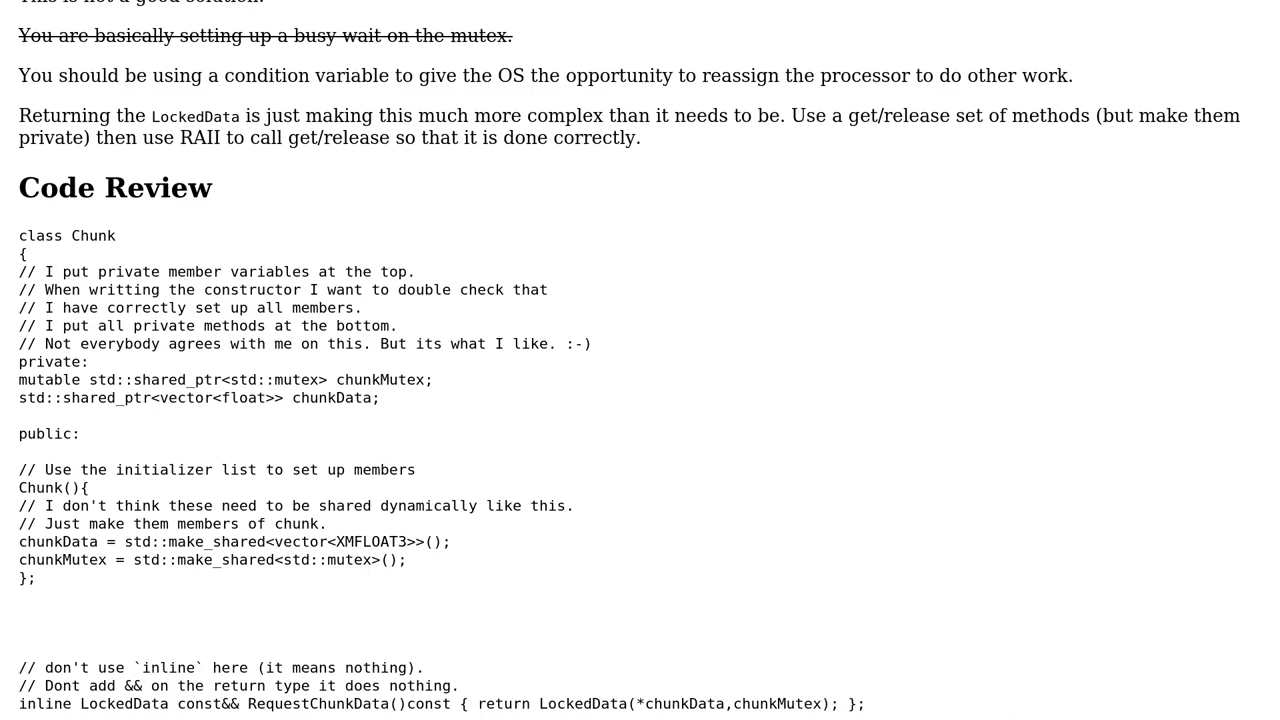 This is not a good solution.
You are basically setting up a busy wait on the mutex.
You should be using a condition variable to give the OS the opportunity to reassign the processor to do other work.
Returning the LockedData is just making this much more complex than it needs to be. Use a get/release set of methods (but make them
private) then use RAII to call get/release so that it is done correctly.
Code Review
class Chunk
{
// I put private member variables at the top.
// When writting the constructor I want to double check that
// I have correctly set up all members.
// I put all private methods at the bottom.
// Not everybody agrees with me on this. But its what I like. :-)
private:
mutable std::shared_ptr<std::mutex> chunkMutex;
std::shared_ptr<vector<float>> chunkData;
public:
// Use the initializer list to set up members
Chunk(){
// I don't think these need to be shared dynamically like this.
// Just make them members of chunk.
chunkData = std::make_shared<vector<XMFLOAT3>>();
chunkMutex = std::make_shared<std::mutex>();
};
// don't use `inline` here (it means nothing).
// Dont add && on the return type it does nothing.
inline LockedData const&& RequestChunkData()const { return LockedData(*chunkData,chunkMutex); };